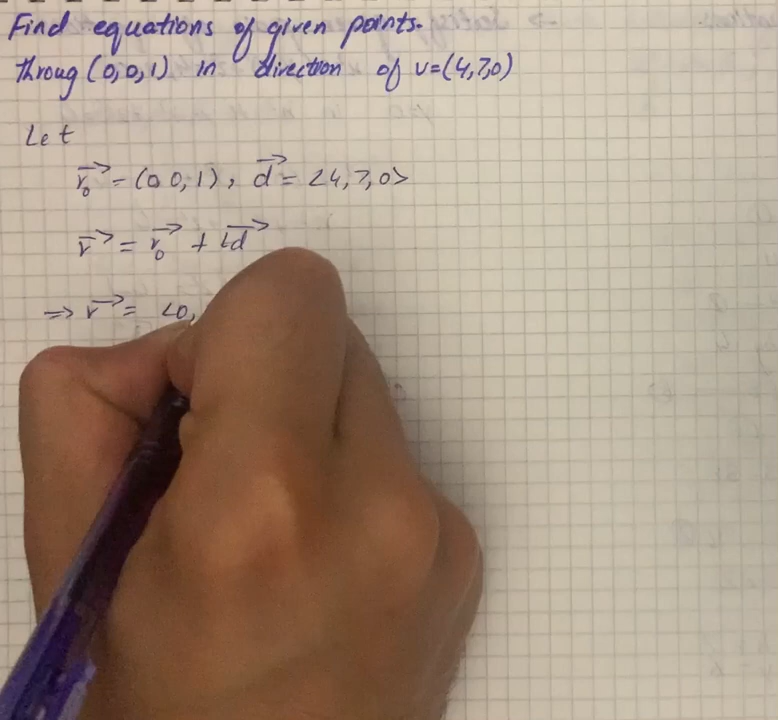 Find equations of given points.
Throug (0,0,1) in direction of v=(4,7,0)
Let
r₀ = (0 0,1), d = <4,7,0>
r = r₀ + td
⇒ r = <0,